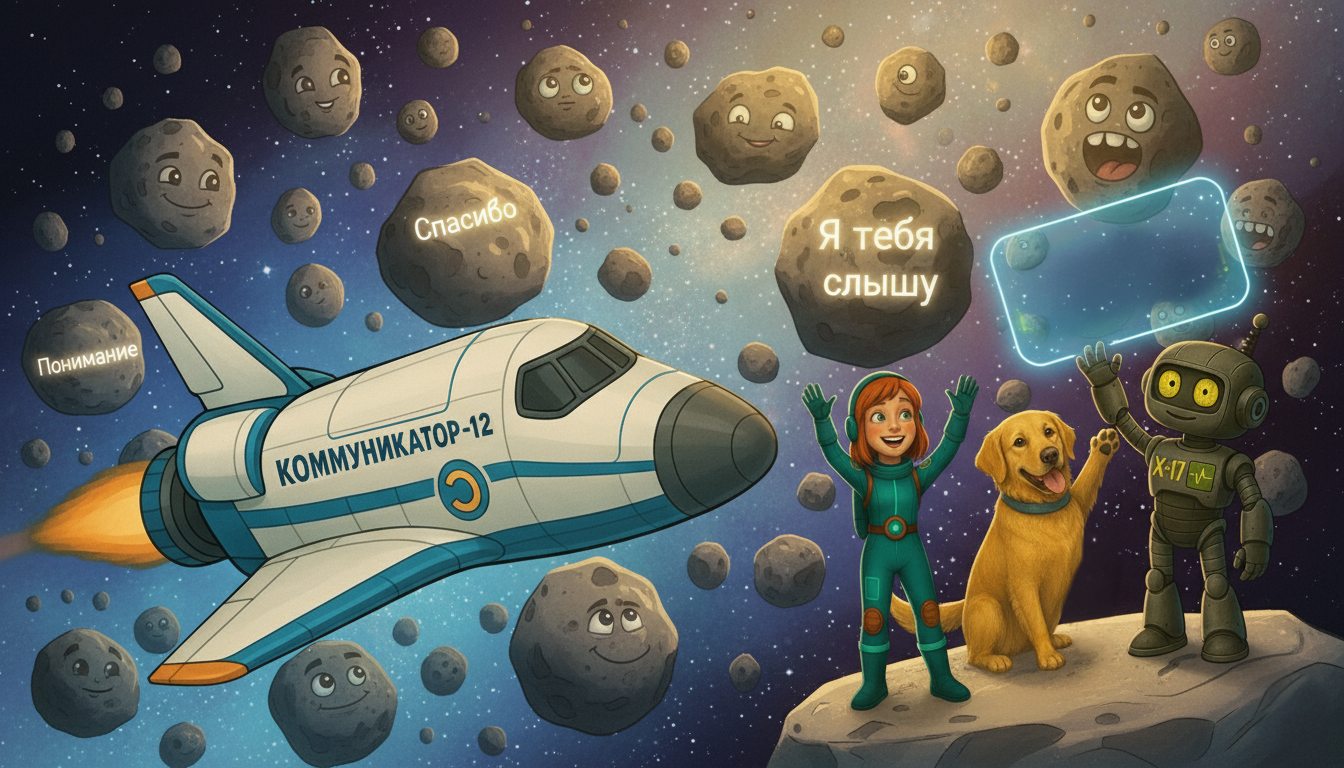 Спасибо
Я тебя
слышу
Понимание
КОММУНИКАТОР-12
X-17